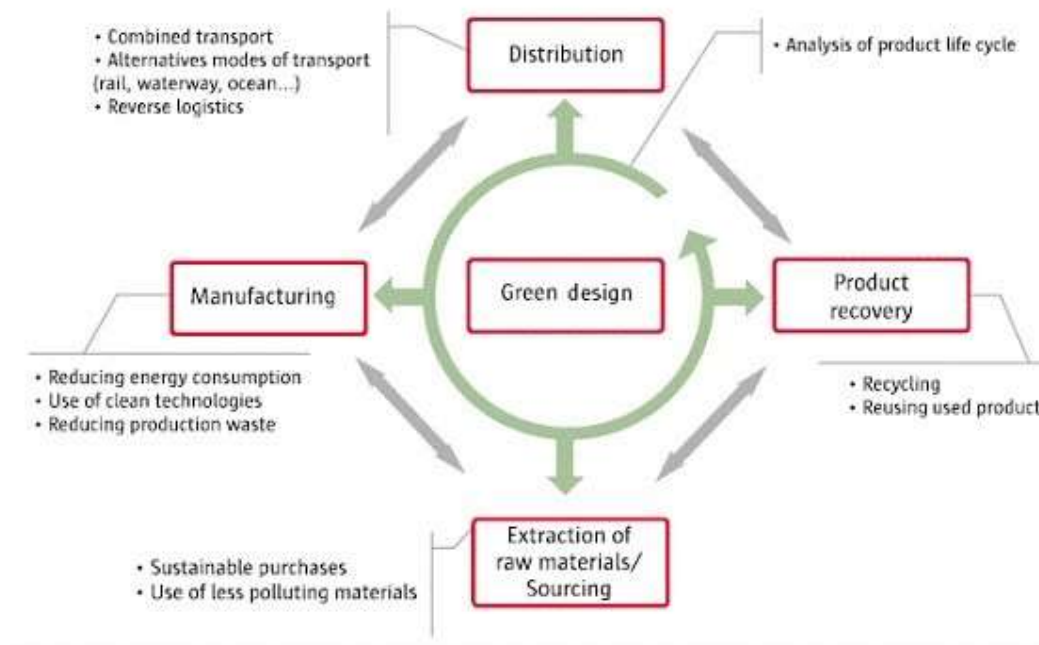 • Combined transport
• Alternatives modes of transport
(rail, waterway, ocean...)
• Reverse logistics
Distribution
• Analysis of product life cycle
Manufacturing
Green design
Product
recovery
• Reducing energy consumption
• Use of clean technologies
• Reducing production waste
• Recycling
• Reusing used product
Extraction of
raw materials/
Sourcing
• Sustainable purchases
• Use of less polluting materials